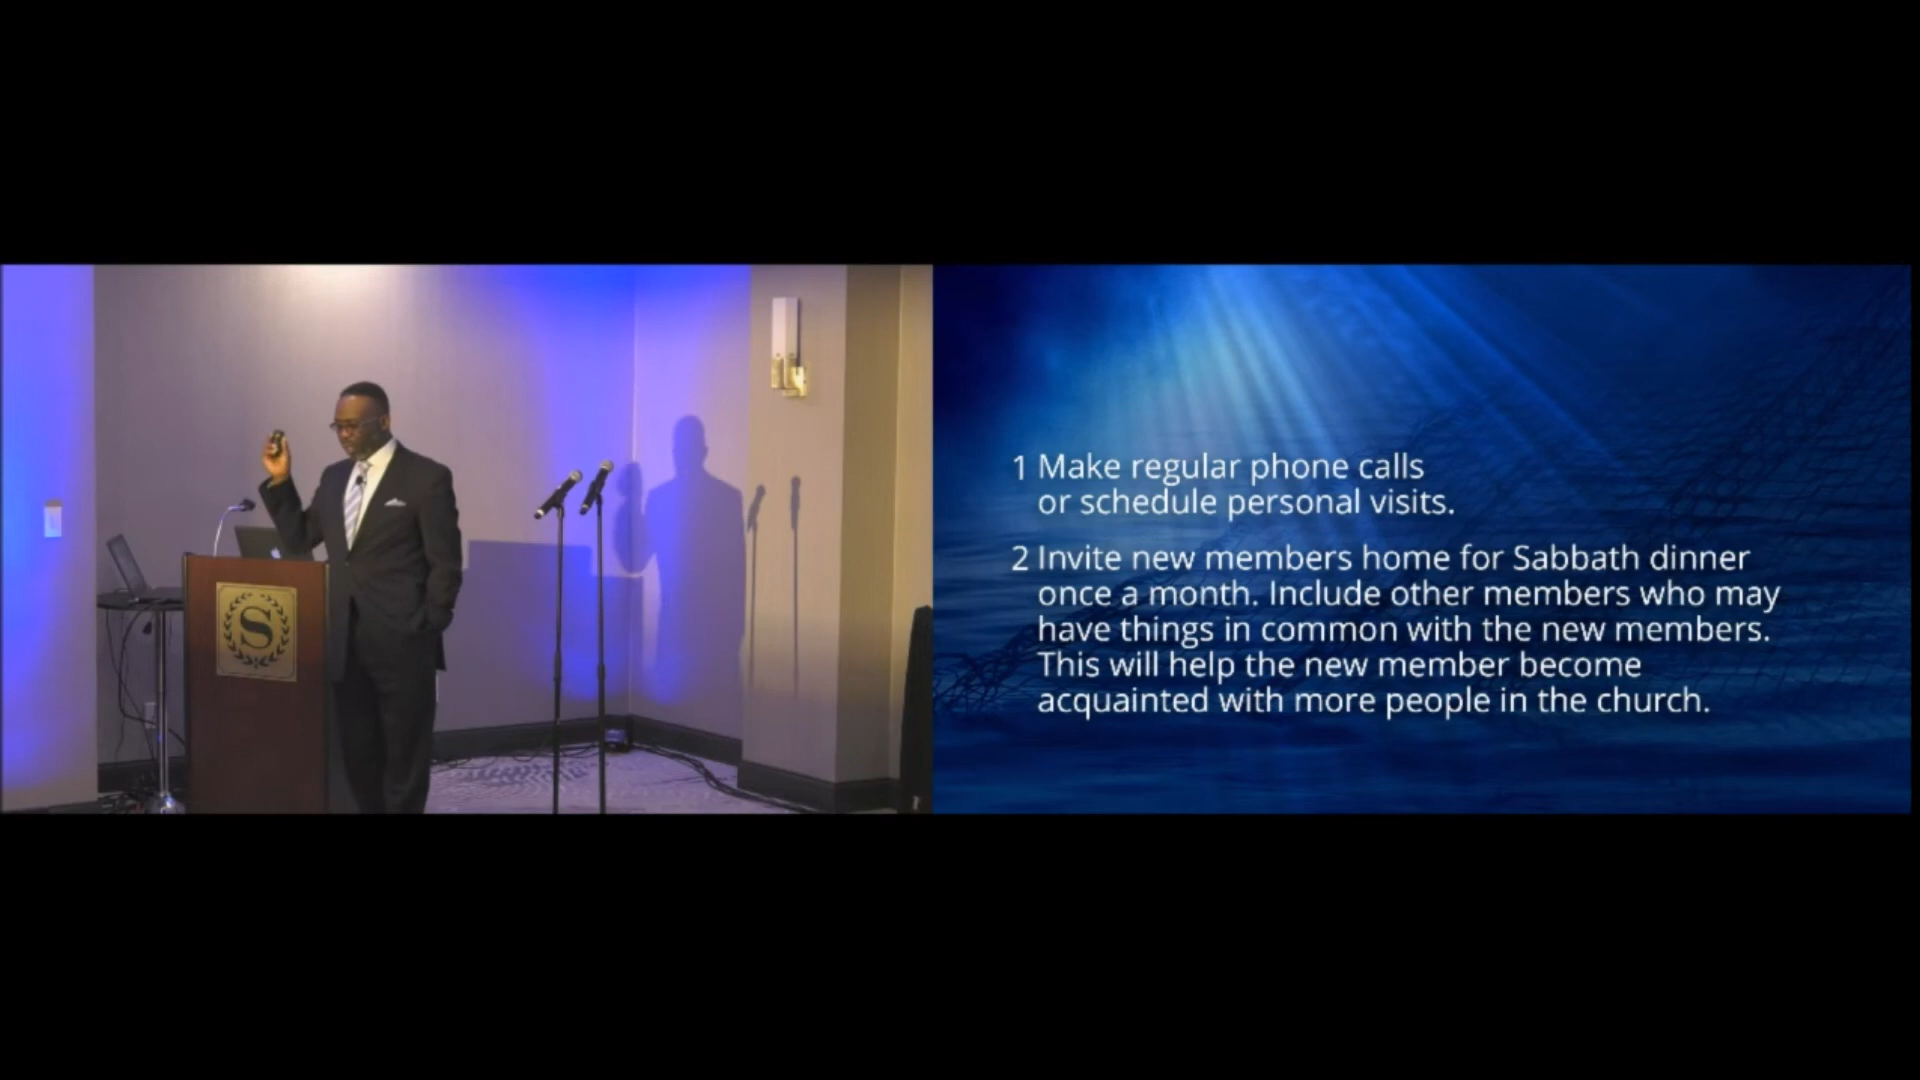 S
1 Make regular phone calls
or schedule personal visits.
2 Invite new members home for Sabbath dinner
once a month. Include other members who may
have things in common with the new members.
This will help the new member become
acquainted with more people in the church.